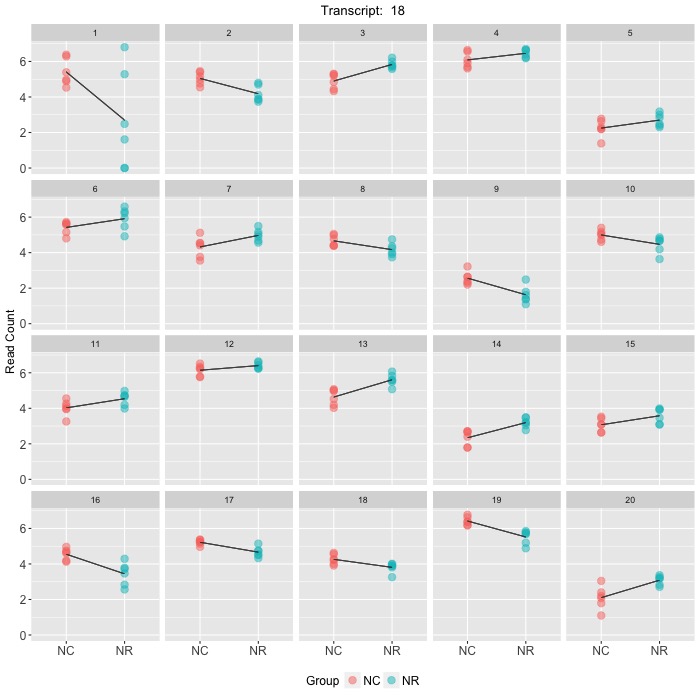 Transcript:  18
1 2 3 4 5
6 4 2 0
6 7 8 9 10
6 4 2 0
Read Count
11 12 13 14 15
6 4 2 0
16 17 18 19 20
6 4 2 0
NC NR NC NR NC NR NC NR NC NR
Group NC NR